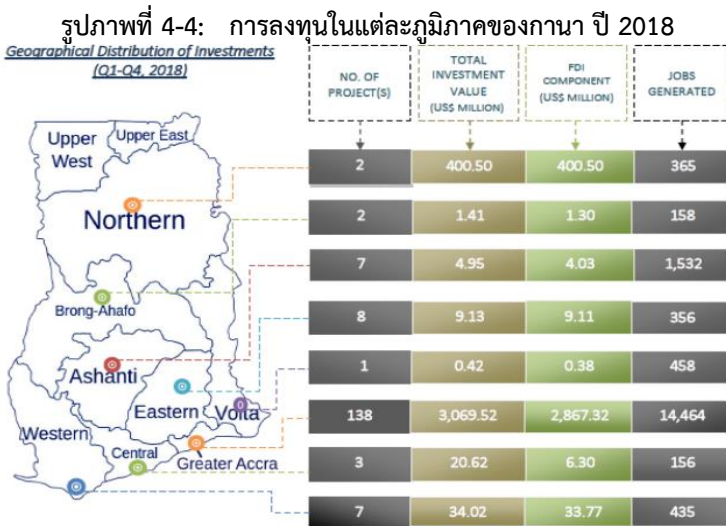 รูปภาพที่ 4-4: การลงทุนในแต่ละภูมิภาคของกานา ปี 2018
Geographical Distribution of Investments
(Q1-Q4, 2018)
NO. OF
PROJECT(S)
TOTAL
INVESTMENT
VALUE
(US$ MILLION)
FDI
COMPONENT
(US$ MILLION)
JOBS
GENERATED
Upper
West
Upper East
Northern
Brong-Ahafo
Ashanti
Eastern
Volta
Western
Central
Greater Accra
2 400.50 400.50 365
2 1.41 1.30 158
7 4.95 4.03 1,532
8 9.13 9.11 356
1 0.42 0.38 458
138 3,069.52 2,867.32 14,464
3 20.62 6.30 156
7 34.02 33.77 435